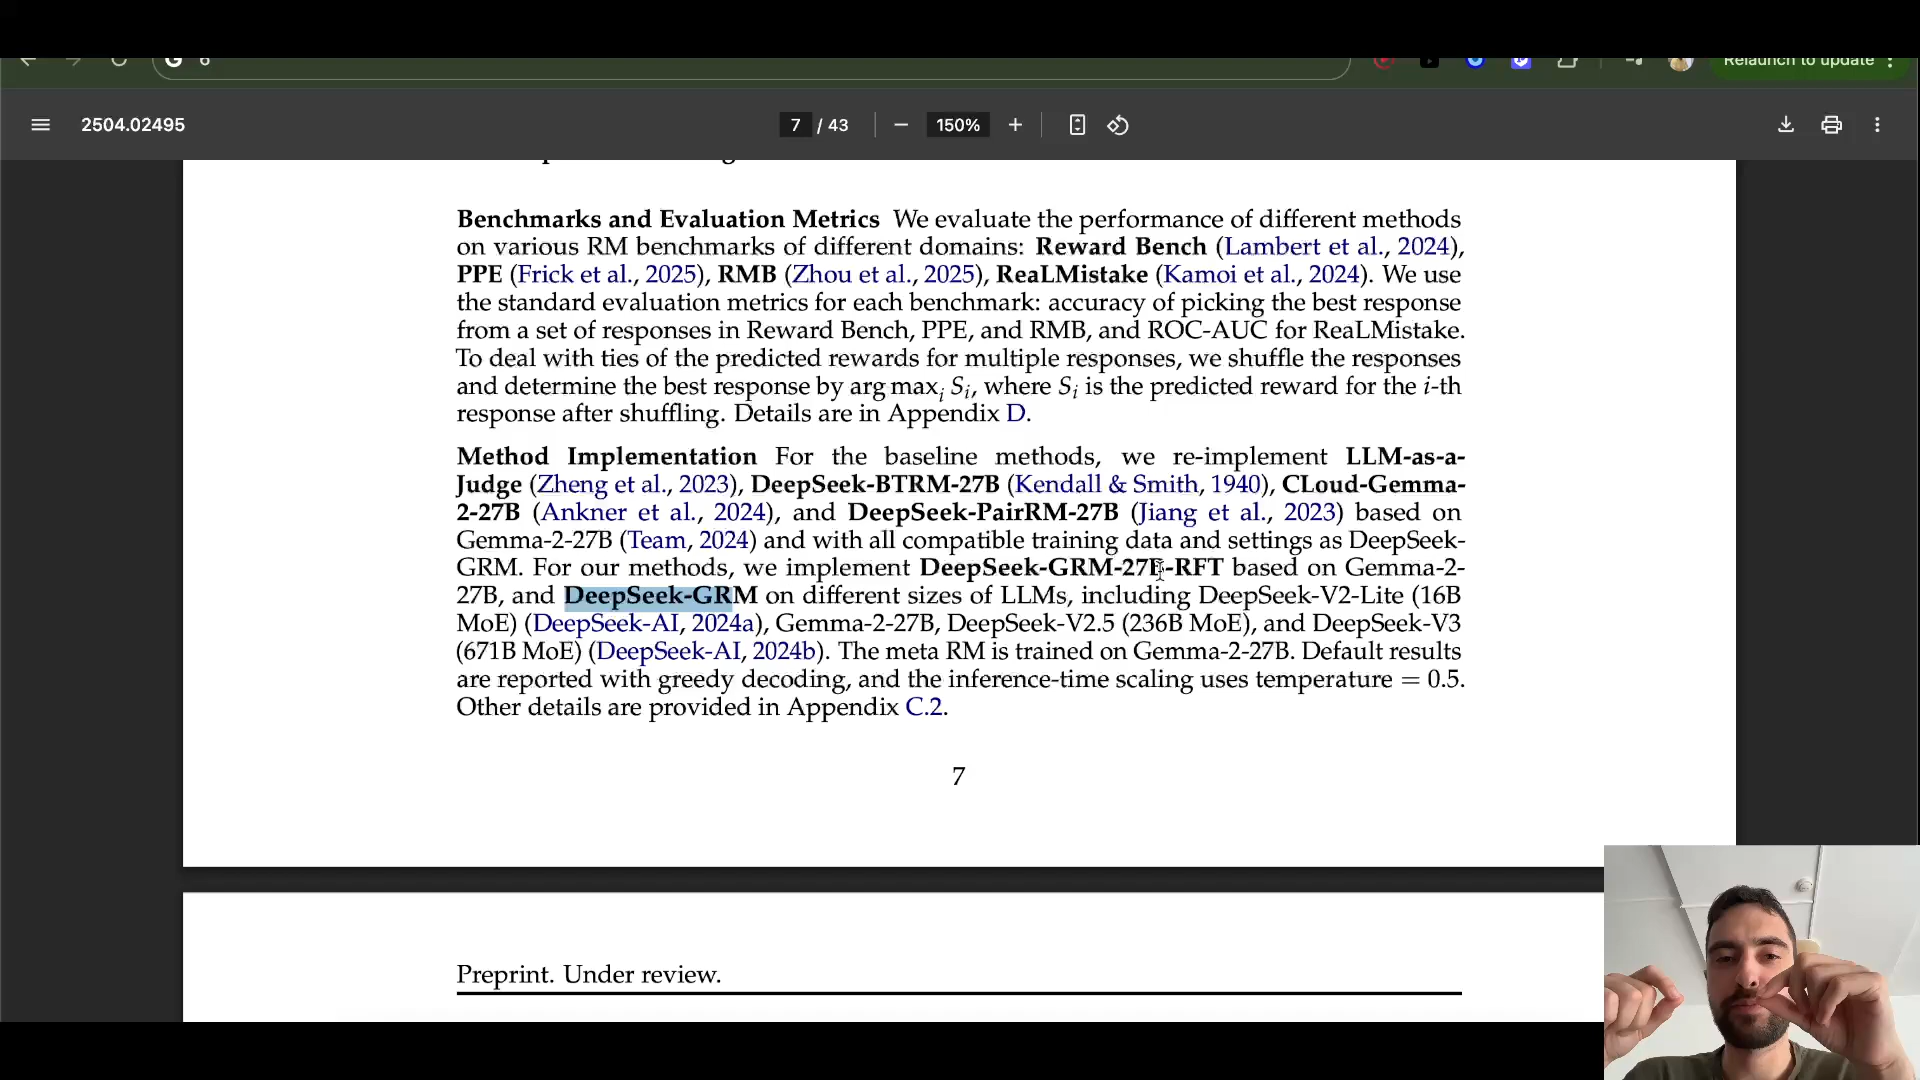 6
Relaunch to update
2504.02495
7 / 43
150%
Benchmarks and Evaluation Metrics We evaluate the performance of different methods
on various RM benchmarks of different domains: Reward Bench (Lambert et al., 2024),
PPE (Frick et al., 2025), RMB (Zhou et al., 2025), ReaLMistake (Kamoi et al., 2024). We use
the standard evaluation metrics for each benchmark: accuracy of picking the best response
from a set of responses in Reward Bench, PPE, and RMB, and ROC-AUC for ReaLMistake.
To deal with ties of the predicted rewards for multiple responses, we shuffle the responses
and determine the best response by arg maxᵢ Sᵢ, where Sᵢ is the predicted reward for the i-th
response after shuffling. Details are in Appendix D.
Method Implementation For the baseline methods, we re-implement LLM-as-a-
Judge (Zheng et al., 2023), DeepSeek-BTRM-27B (Kendall & Smith, 1940), CLoud-Gemma-
2-27B (Ankner et al., 2024), and DeepSeek-PairRM-27B (Jiang et al., 2023) based on
Gemma-2-27B (Team, 2024) and with all compatible training data and settings as DeepSeek-
GRM. For our methods, we implement DeepSeek-GRM-27B-RFT based on Gemma-2-
27B, and DeepSeek-GRM on different sizes of LLMs, including DeepSeek-V2-Lite (16B
MoE) (DeepSeek-AI, 2024a), Gemma-2-27B, DeepSeek-V2.5 (236B MoE), and DeepSeek-V3
(671B MoE) (DeepSeek-AI, 2024b). The meta RM is trained on Gemma-2-27B. Default results
are reported with greedy decoding, and the inference-time scaling uses temperature = 0.5.
Other details are provided in Appendix C.2.
7
Preprint. Under review.